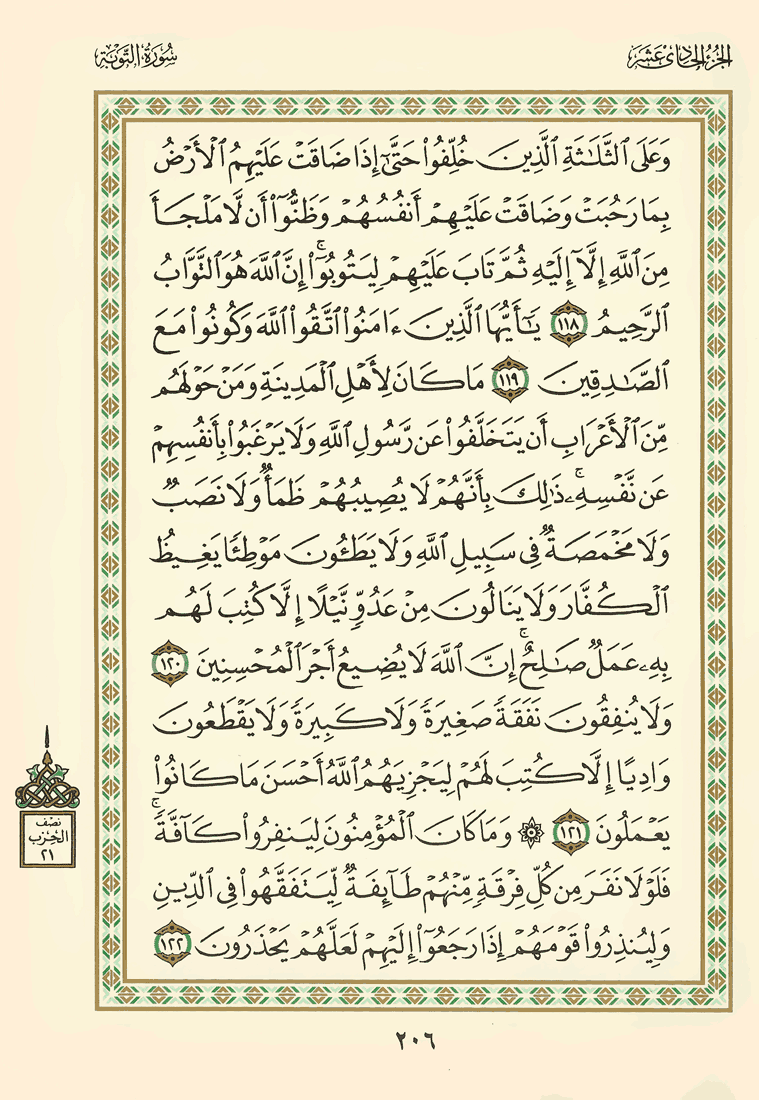 الجزء الحادي عشر
سورة التوبة
وَعَلَى ٱلثَّلَٰثَةِ ٱلَّذِينَ خُلِّفُوا۟ حَتَّىٰٓ إِذَا ضَاقَتْ عَلَيْهِمُ ٱلْأَرْضُ
بِمَا رَحُبَتْ وَضَاقَتْ عَلَيْهِمْ أَنفُسُهُمْ وَظَنُّوٓا۟ أَن لَّا مَلْجَأَ
مِنَ ٱللَّهِ إِلَّآ إِلَيْهِ ثُمَّ تَابَ عَلَيْهِمْ لِيَتُوبُوٓا۟ ۚ إِنَّ ٱللَّهَ هُوَ ٱلتَّوَّابُ
ٱلرَّحِيمُ ١١٨ يَٰٓأَيُّهَا ٱلَّذِينَ ءَامَنُوا۟ ٱتَّقُوا۟ ٱللَّهَ وَكُونُوا۟ مَعَ
ٱلصَّٰدِقِينَ ١١٩ مَا كَانَ لِأَهْلِ ٱلْمَدِينَةِ وَمَنْ حَوْلَهُم
مِّنَ ٱلْأَعْرَابِ أَن يَتَخَلَّفُوا۟ عَن رَّسُولِ ٱللَّهِ وَلَا يَرْغَبُوا۟ بِأَنفُسِهِمْ
عَن نَّفْسِهِۦ ۚ ذَٰلِكَ بِأَنَّهُمْ لَا يُصِيبُهُمْ ظَمَأٌ وَلَا نَصَبٌ
وَلَا مَخْمَصَةٌ فِى سَبِيلِ ٱللَّهِ وَلَا يَطَـُٔونَ مَوْطِئًا يَغِيظُ
ٱلْكُفَّارَ وَلَا يَنَالُونَ مِنْ عَدُوٍّ نَّيْلًا إِلَّا كُتِبَ لَهُم
بِهِۦ عَمَلٌ صَٰلِحٌ ۚ إِنَّ ٱللَّهَ لَا يُضِيعُ أَجْرَ ٱلْمُحْسِنِينَ ١٢٠
وَلَا يُنفِقُونَ نَفَقَةً صَغِيرَةً وَلَا كَبِيرَةً وَلَا يَقْطَعُونَ
وَادِيًا إِلَّا كُتِبَ لَهُمْ لِيَجْزِيَهُمُ ٱللَّهُ أَحْسَنَ مَا كَانُوا۟
يَعْمَلُونَ ١٢١ ۞ وَمَا كَانَ ٱلْمُؤْمِنُونَ لِيَنفِرُوا۟ كَآفَّةً ۚ
فَلَوْلَا نَفَرَ مِن كُلِّ فِرْقَةٍ مِّنْهُمْ طَآئِفَةٌ لِّيَتَفَقَّهُوا۟ فِى ٱلدِّينِ
وَلِيُنذِرُوا۟ قَوْمَهُمْ إِذَا رَجَعُوٓا۟ إِلَيْهِمْ لَعَلَّهُمْ يَحْذَرُونَ ١٢٢
نصف
الحزب
٢١
٢٠٦